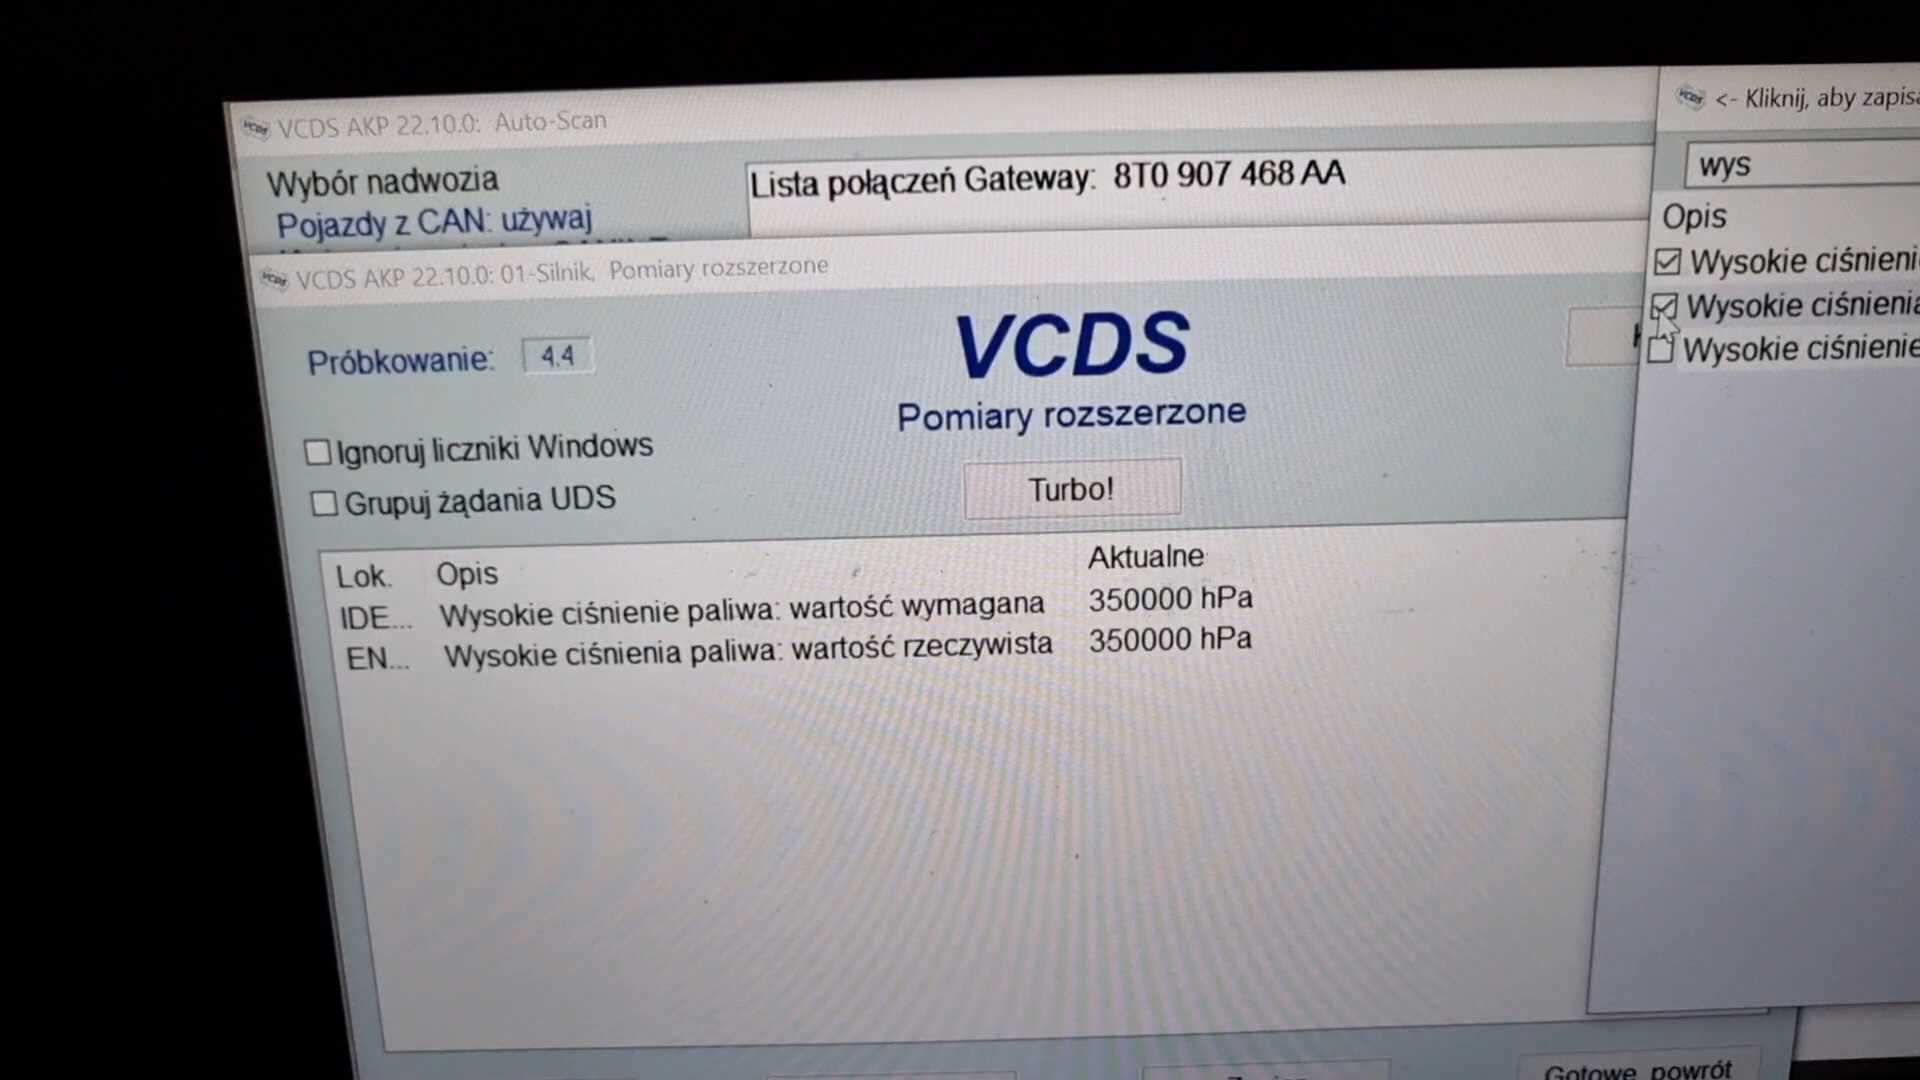 VCDS AKP 22.10.0: Auto-Scan
Wybór nadwozia
Pojazdy z CAN: używaj
Lista połączeń Gateway: 8T0 907 468 AA
VCDS AKP 22.10.0: 01-Silnik, Pomiary rozszerzone
VCDS
Pomiary rozszerzone
Próbkowanie: 4.4
Ignoruj liczniki Windows
Grupuj żądania UDS
Turbo!
Lok. Opis Aktualne
IDE... Wysokie ciśnienie paliwa: wartość wymagana 350000 hPa
EN... Wysokie ciśnienia paliwa: wartość rzeczywista 350000 hPa
Gotowe, powrót
VCDS <- Kliknij, aby zapisa
wys
Opis
Wysokie ciśnieni
Wysokie ciśnienia
Wysokie ciśnienie